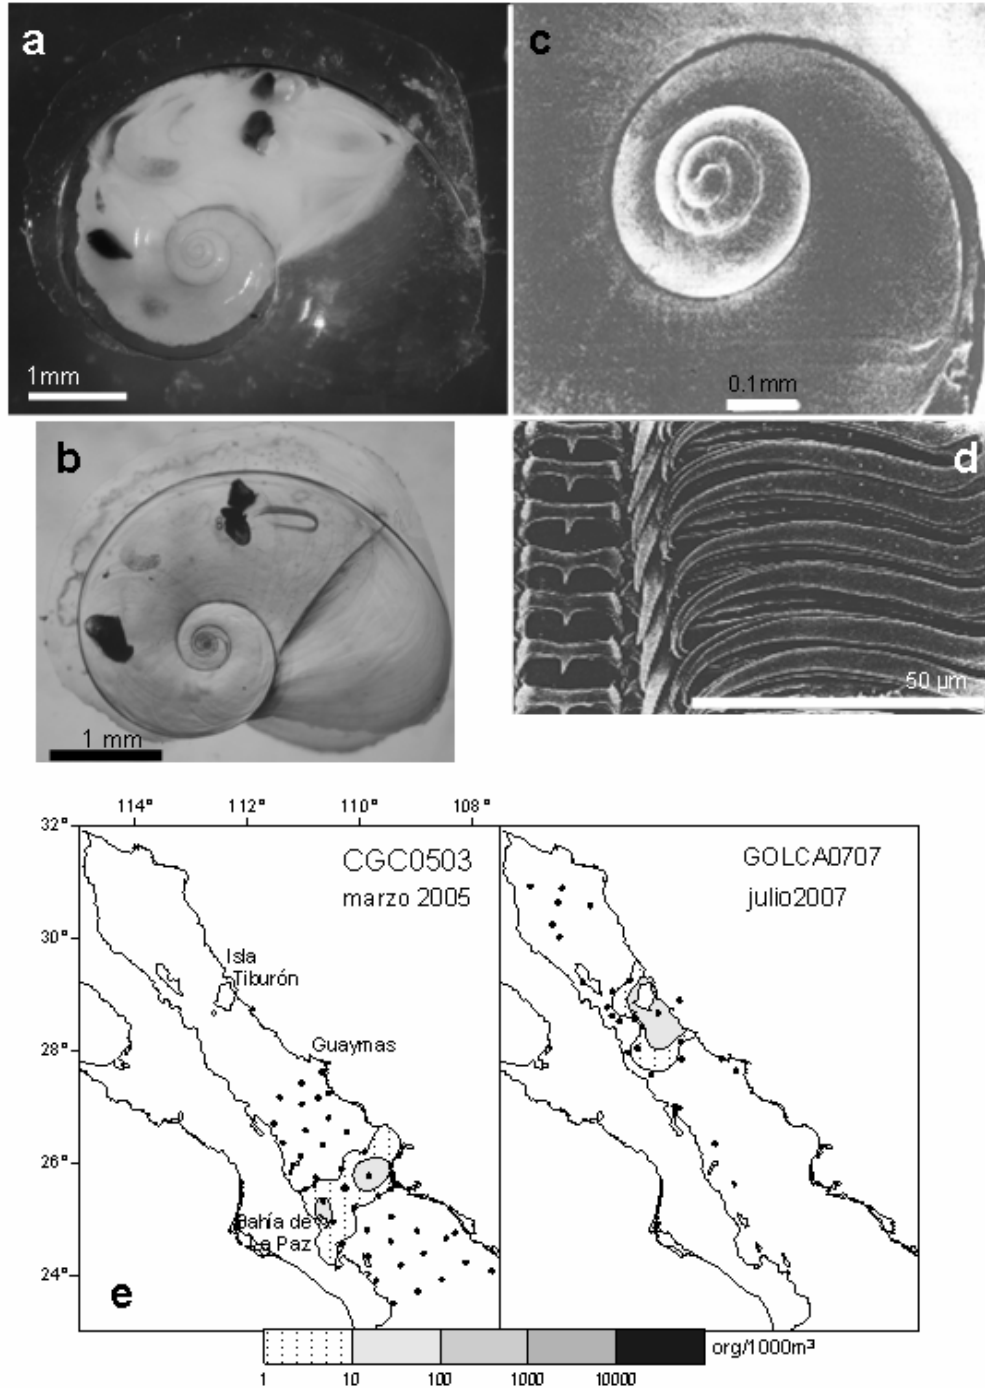 a
c
1mm
0.1mm
b
d
1 mm
50 µm
114° 112° 110° 108°
32°
30°
28°
26°
24°
CGC0503
marzo 2005
Isla
Tiburón
Guaymas
Bahía de
La Paz
GOLCA0707
julio2007
e
org/1000m³
1 10 100 1000 10000